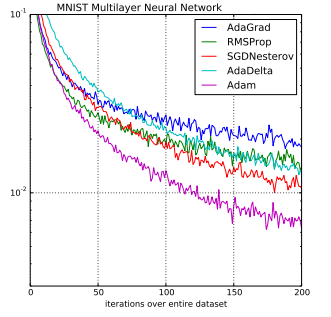 MNIST Multilayer Neural Network
10^-1
AdaGrad
RMSProp
SGDNesterov
AdaDelta
Adam
10^-2
0 50 100 150 200
iterations over entire dataset